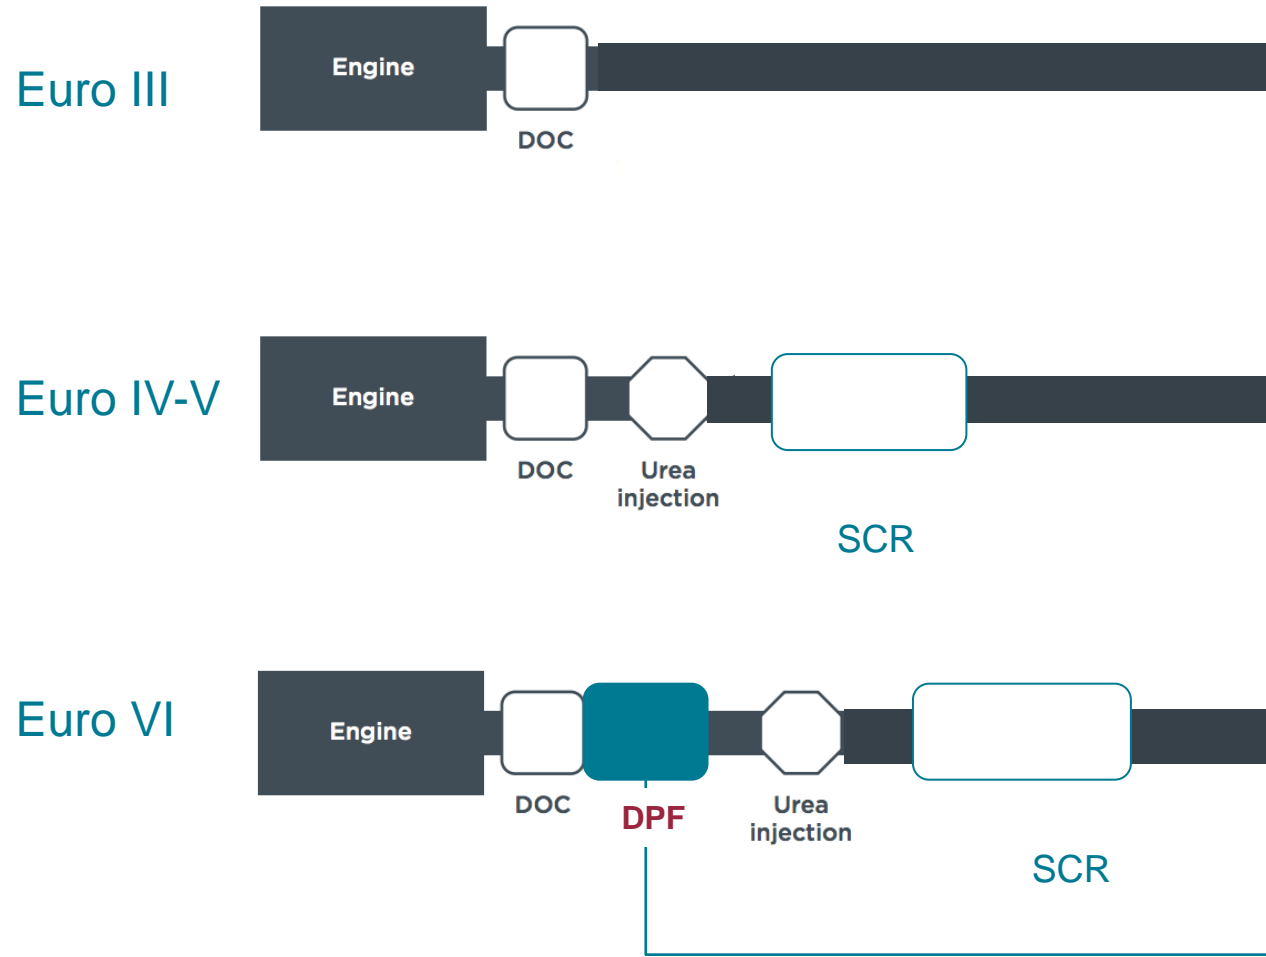 Euro III
Engine
DOC
Euro IV-V
Engine
DOC
Urea
injection
SCR
Euro VI
Engine
DOC
DPF
Urea
injection
SCR